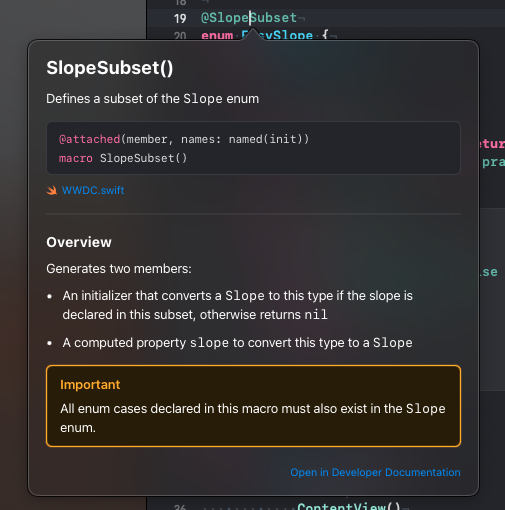 18
19 @SlopeSubset
20 enum EasySlope {
SlopeSubset()
Defines a subset of the Slope enum
@attached(member, names: named(init))
macro SlopeSubset()
WWDC.swift
Overview
Generates two members:
• An initializer that converts a Slope to this type if the slope is
declared in this subset, otherwise returns nil
• A computed property slope to convert this type to a Slope
Important
All enum cases declared in this macro must also exist in the Slope
enum.
Open in Developer Documentation
36 ContentView()